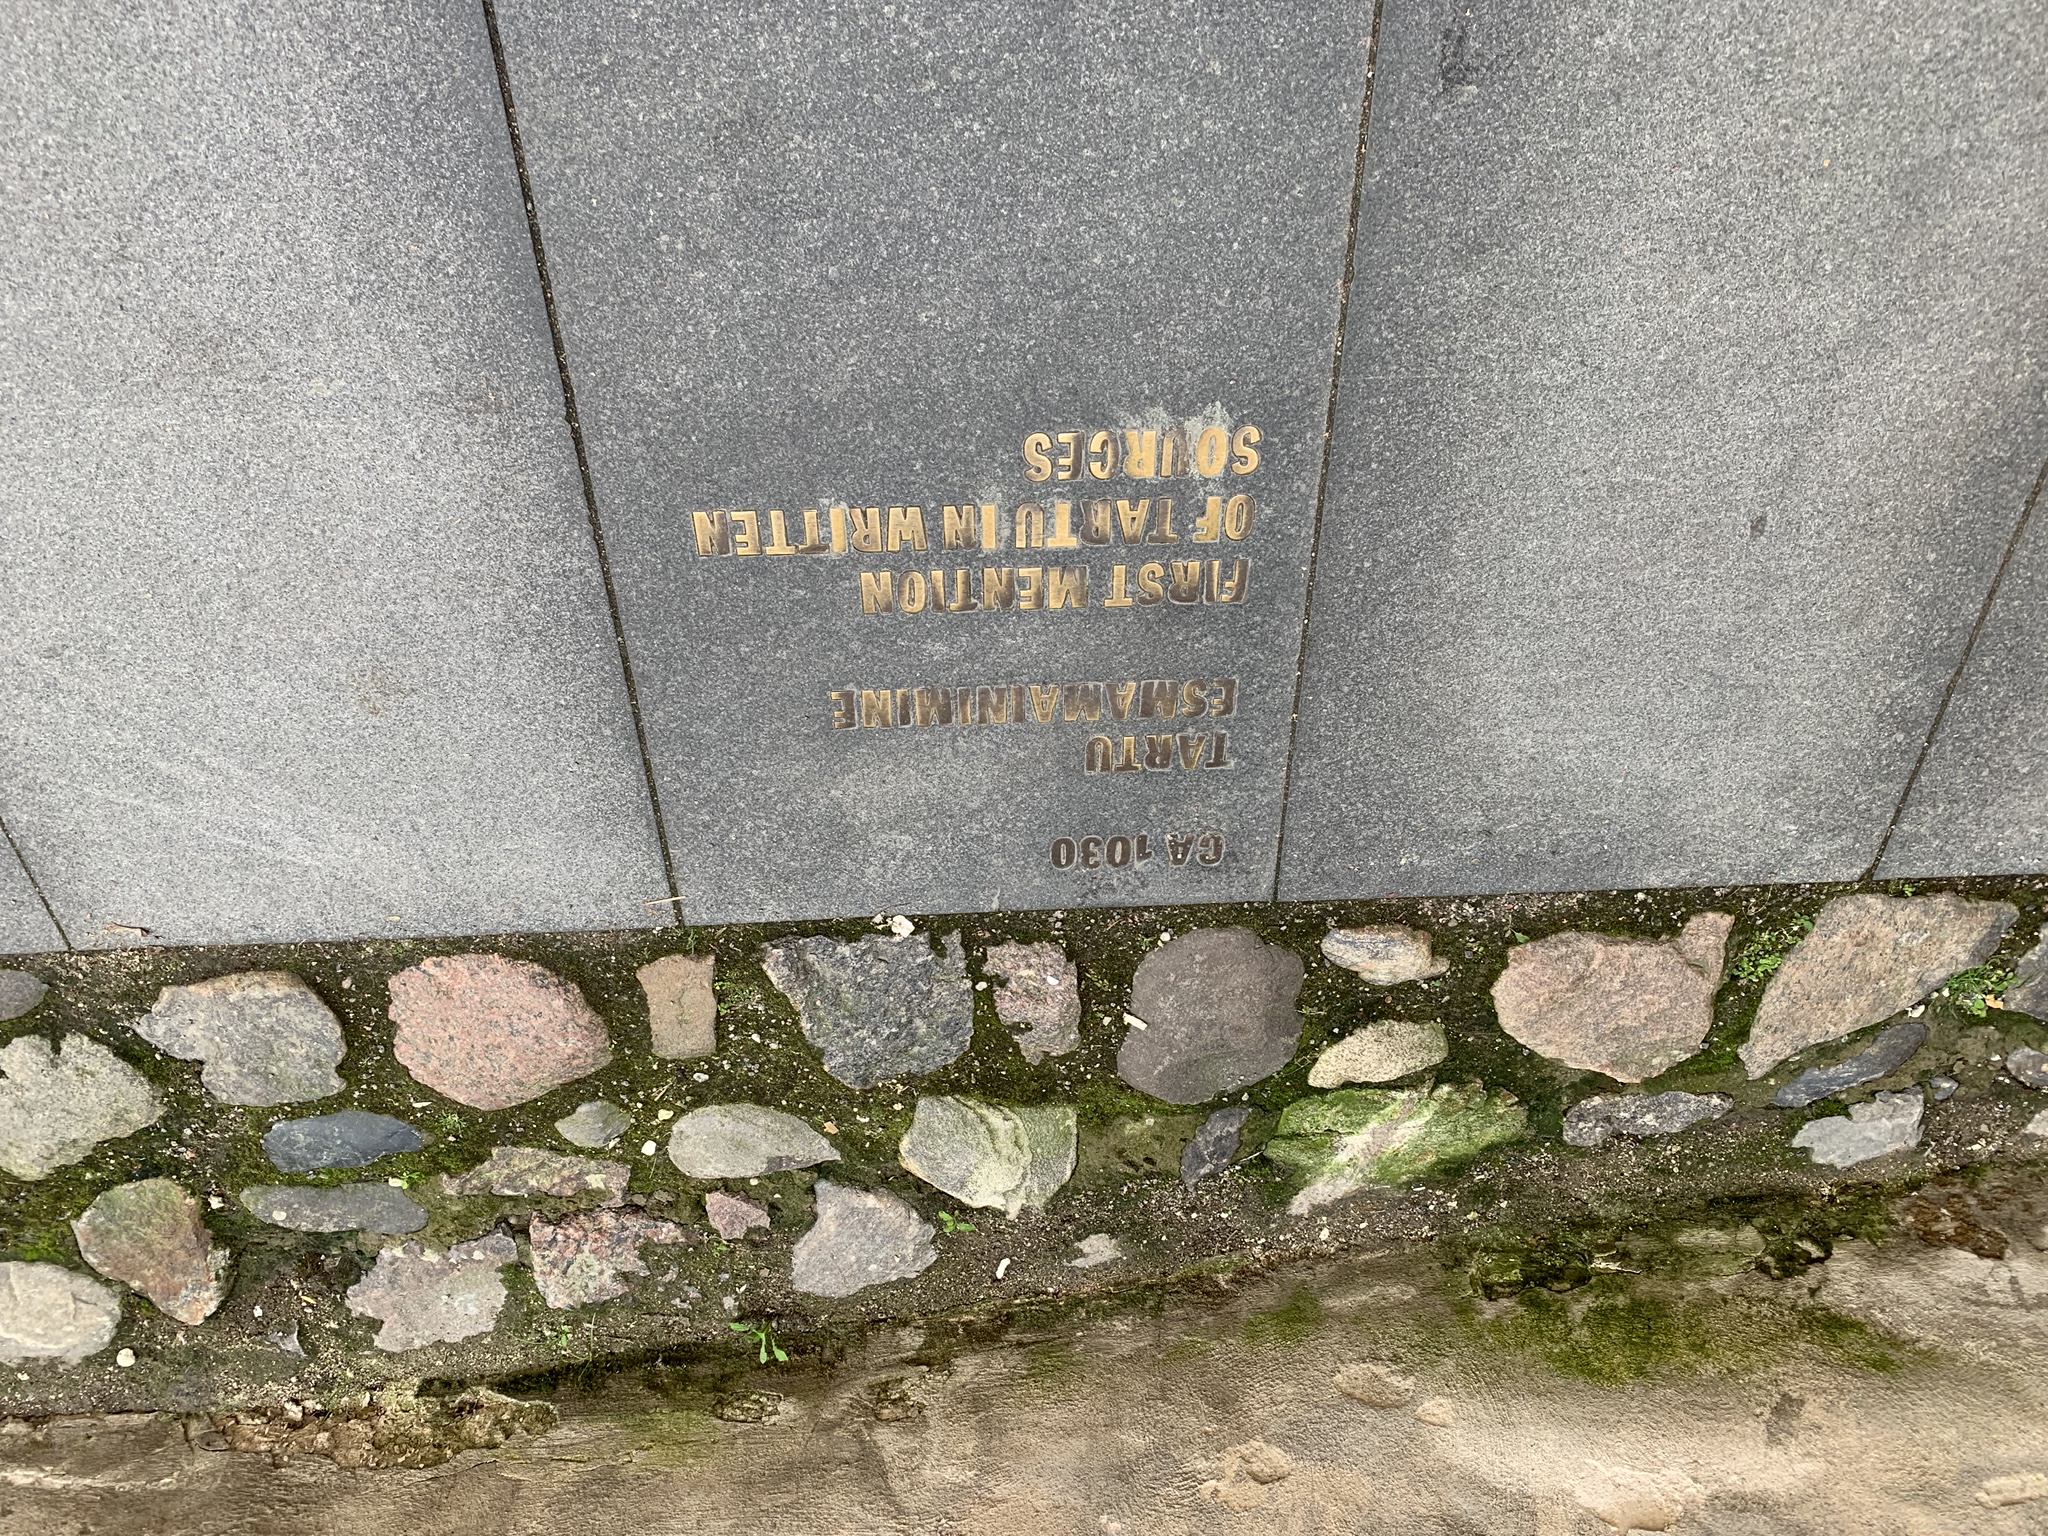 CA 1030
TARTU
ESMAMAINIMINE
FIRST MENTION
OF TARTU IN WRITTEN
SOURCES